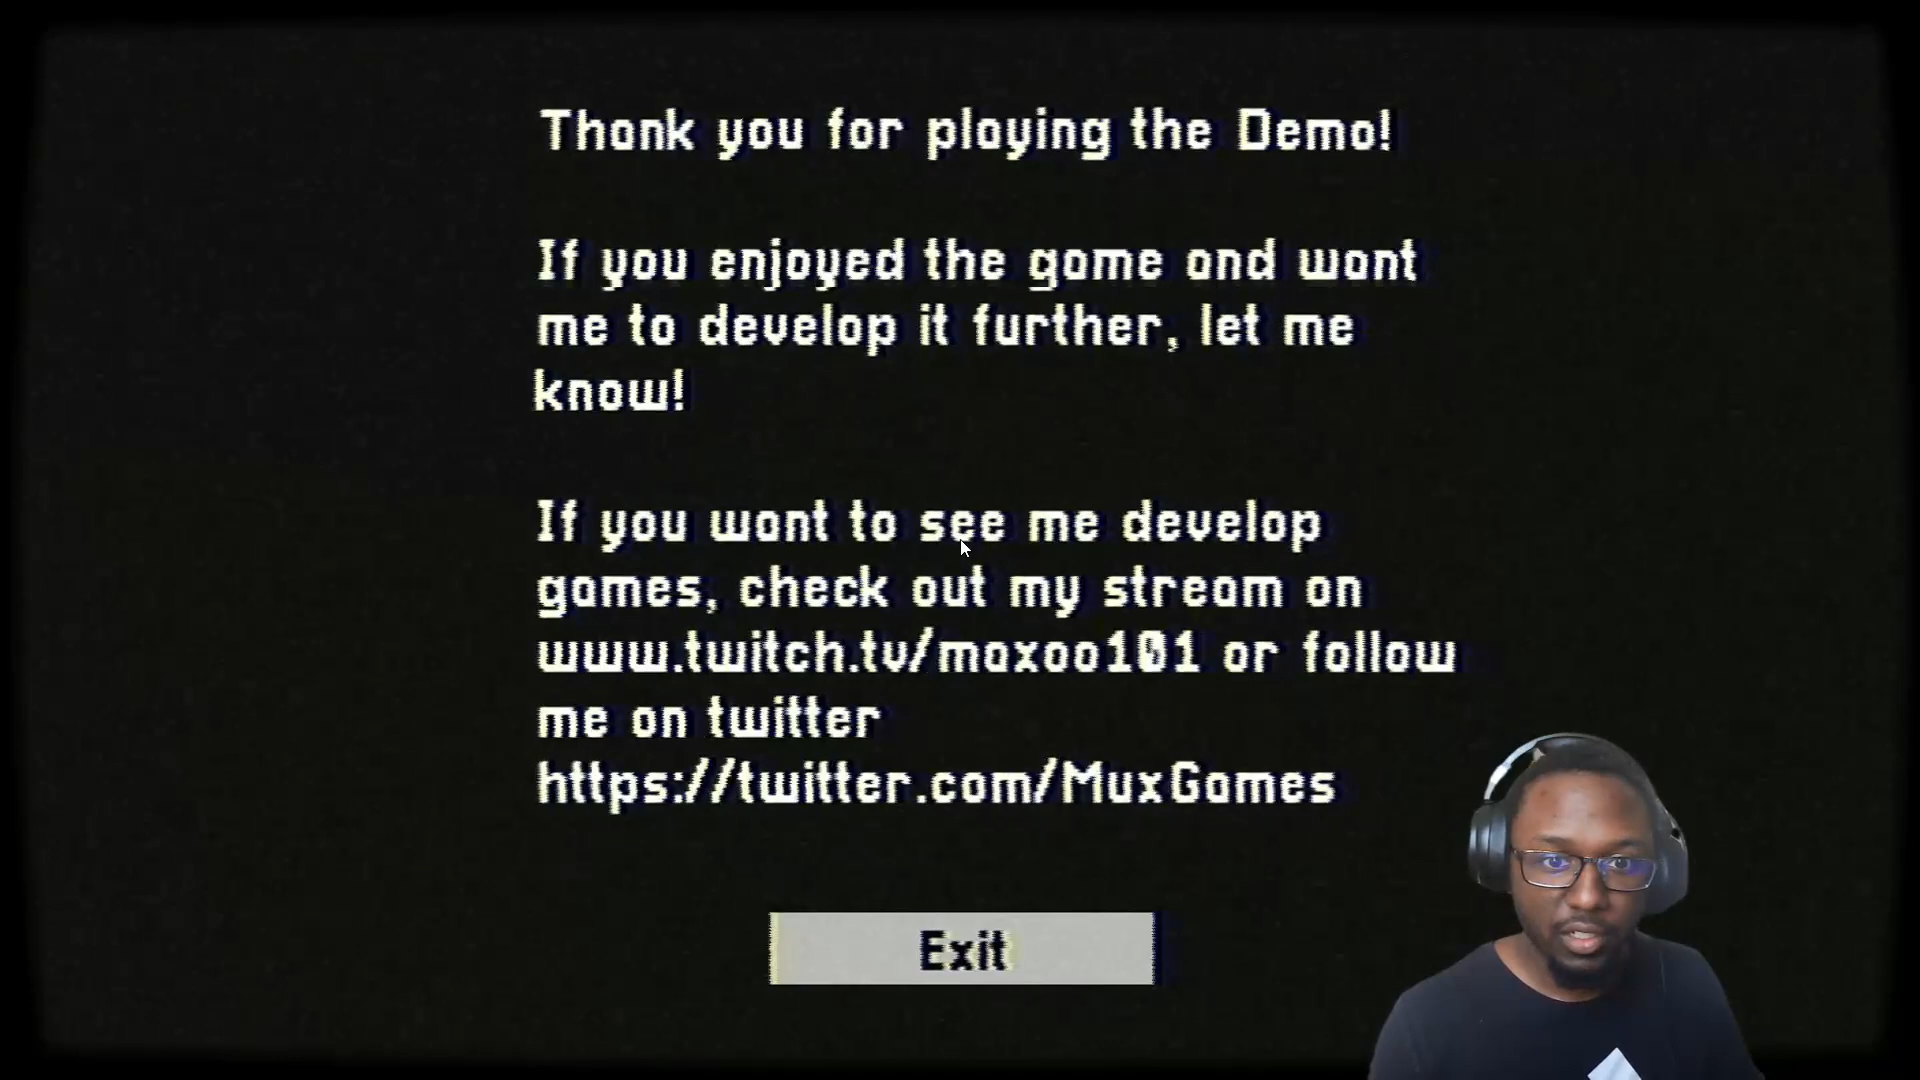 Thank you for playing the Demo!
If you enjoyed the game and want
me to develop it further, let me
know!
If you want to see me develop
games, check out my stream on
www.twitch.tv/maxoo101 or follow
me on twitter
https://twitter.com/MuxGames
Exit